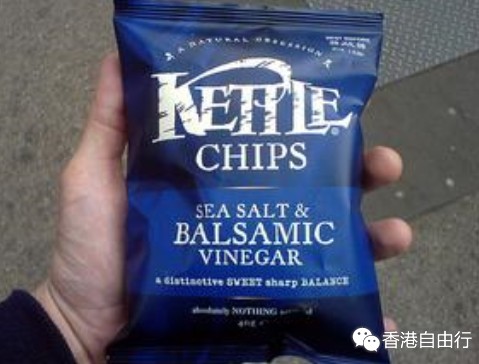 A NATURAL OBSESSION
KETTLE®
CHIPS
SEA SALT &
BALSAMIC
VINEGAR
a distinctive SWEET sharp BALANCE
absolutely NOTHING
40g
香港自由行